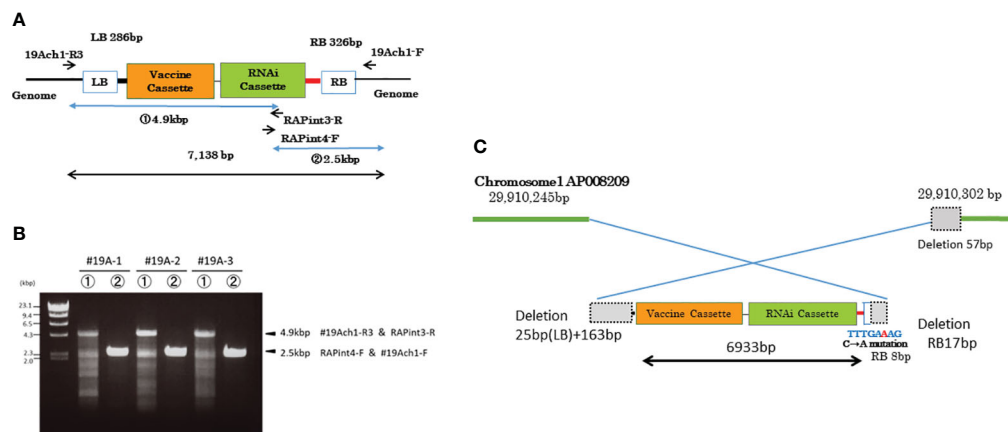 A
LB 286bp
RB 326bp
19Ach1-R3
19Ach1-F
LB
Vaccine
Cassette
RNAi
Cassette
RB
Genome
Genome
①4.9kbp
RAPint3-R
RAPint4-F
②2.5kbp
7,138 bp
B
#19A-1
#19A-2
#19A-3
(kbp)
①
②
①
②
①
②
23.1
9.4
6.5
4.3
2.3
2.0
4.9kbp #19Ach1-R3 & RAPint3-R
2.5kbp RAPint4-F & #19Ach1-F
C
Chromosome1 AP008209
29,910,245bp
29,910,302 bp
Deletion 57bp
Deletion
25bp(LB)+163bp
Vaccine Cassette
RNAi Cassette
TTTGAAAG
C→A mutation
RB 8bp
Deletion
RB17bp
6933bp